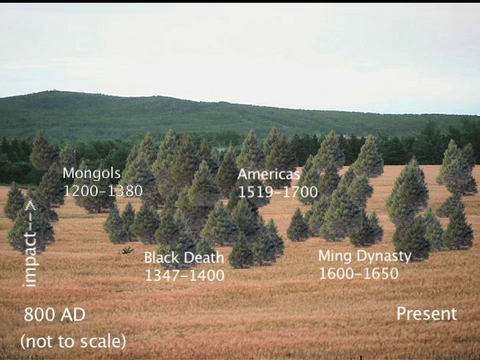 Mongols
1200-1380
Americas
1519-1700
impact-->
Black Death
1347-1400
Ming Dynasty
1600-1650
800 AD
Present
(not to scale)